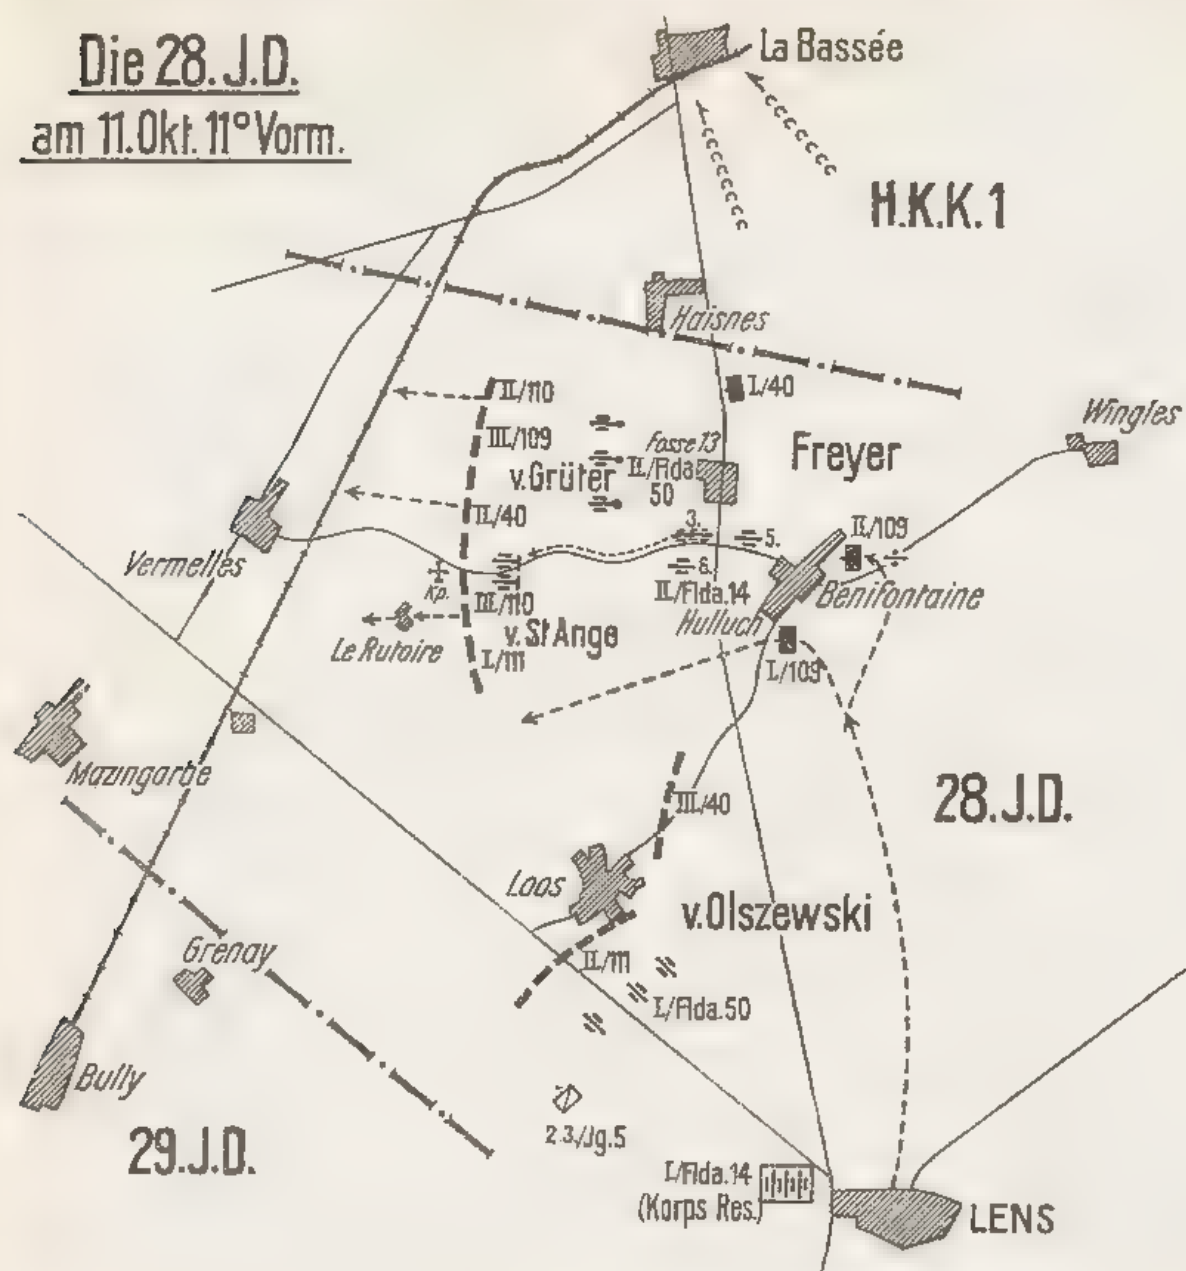 Die 28. J.D.
am 11. Okt. 11° Vorm.
La Bassée
H.K.K. 1
Haisnes
I./40
II./110
III./109
v. Grüter
Fosse 13
II/Flda
50
Freyer
Wingles
II./40
3.
5.
6.
II./109
Vermelles
Kp.
III./110
II/Flda.14
Benifontaine
Hulluch
v. St Ange
Le Rutoire
I./111
I./109
Mazingarbe
III./40
28. J.D.
Loos
v. Olszewski
Grenay
II./111
I./Flda.50
Bully
29. J.D.
2.3./Jg.5
I./Flda.14
(Korps Res.)
LENS